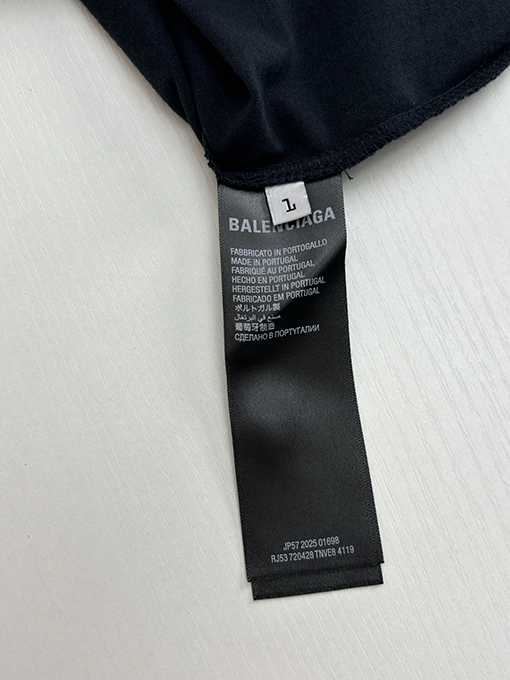 L
BALENCIAGA
FABBRICATO IN PORTOGALLO
MADE IN PORTUGAL
FABRIQUÉ AU PORTUGAL
HECHO EN PORTUGAL
HERGESTELLT IN PORTUGAL
FABRICADO EM PORTUGAL
ポルトガル製
صنع في البرتغال
葡萄牙制造
СДЕЛАНО В ПОРТУГАЛИИ
JP57 2025 01698
RJ53 720428 TNVE8 4119